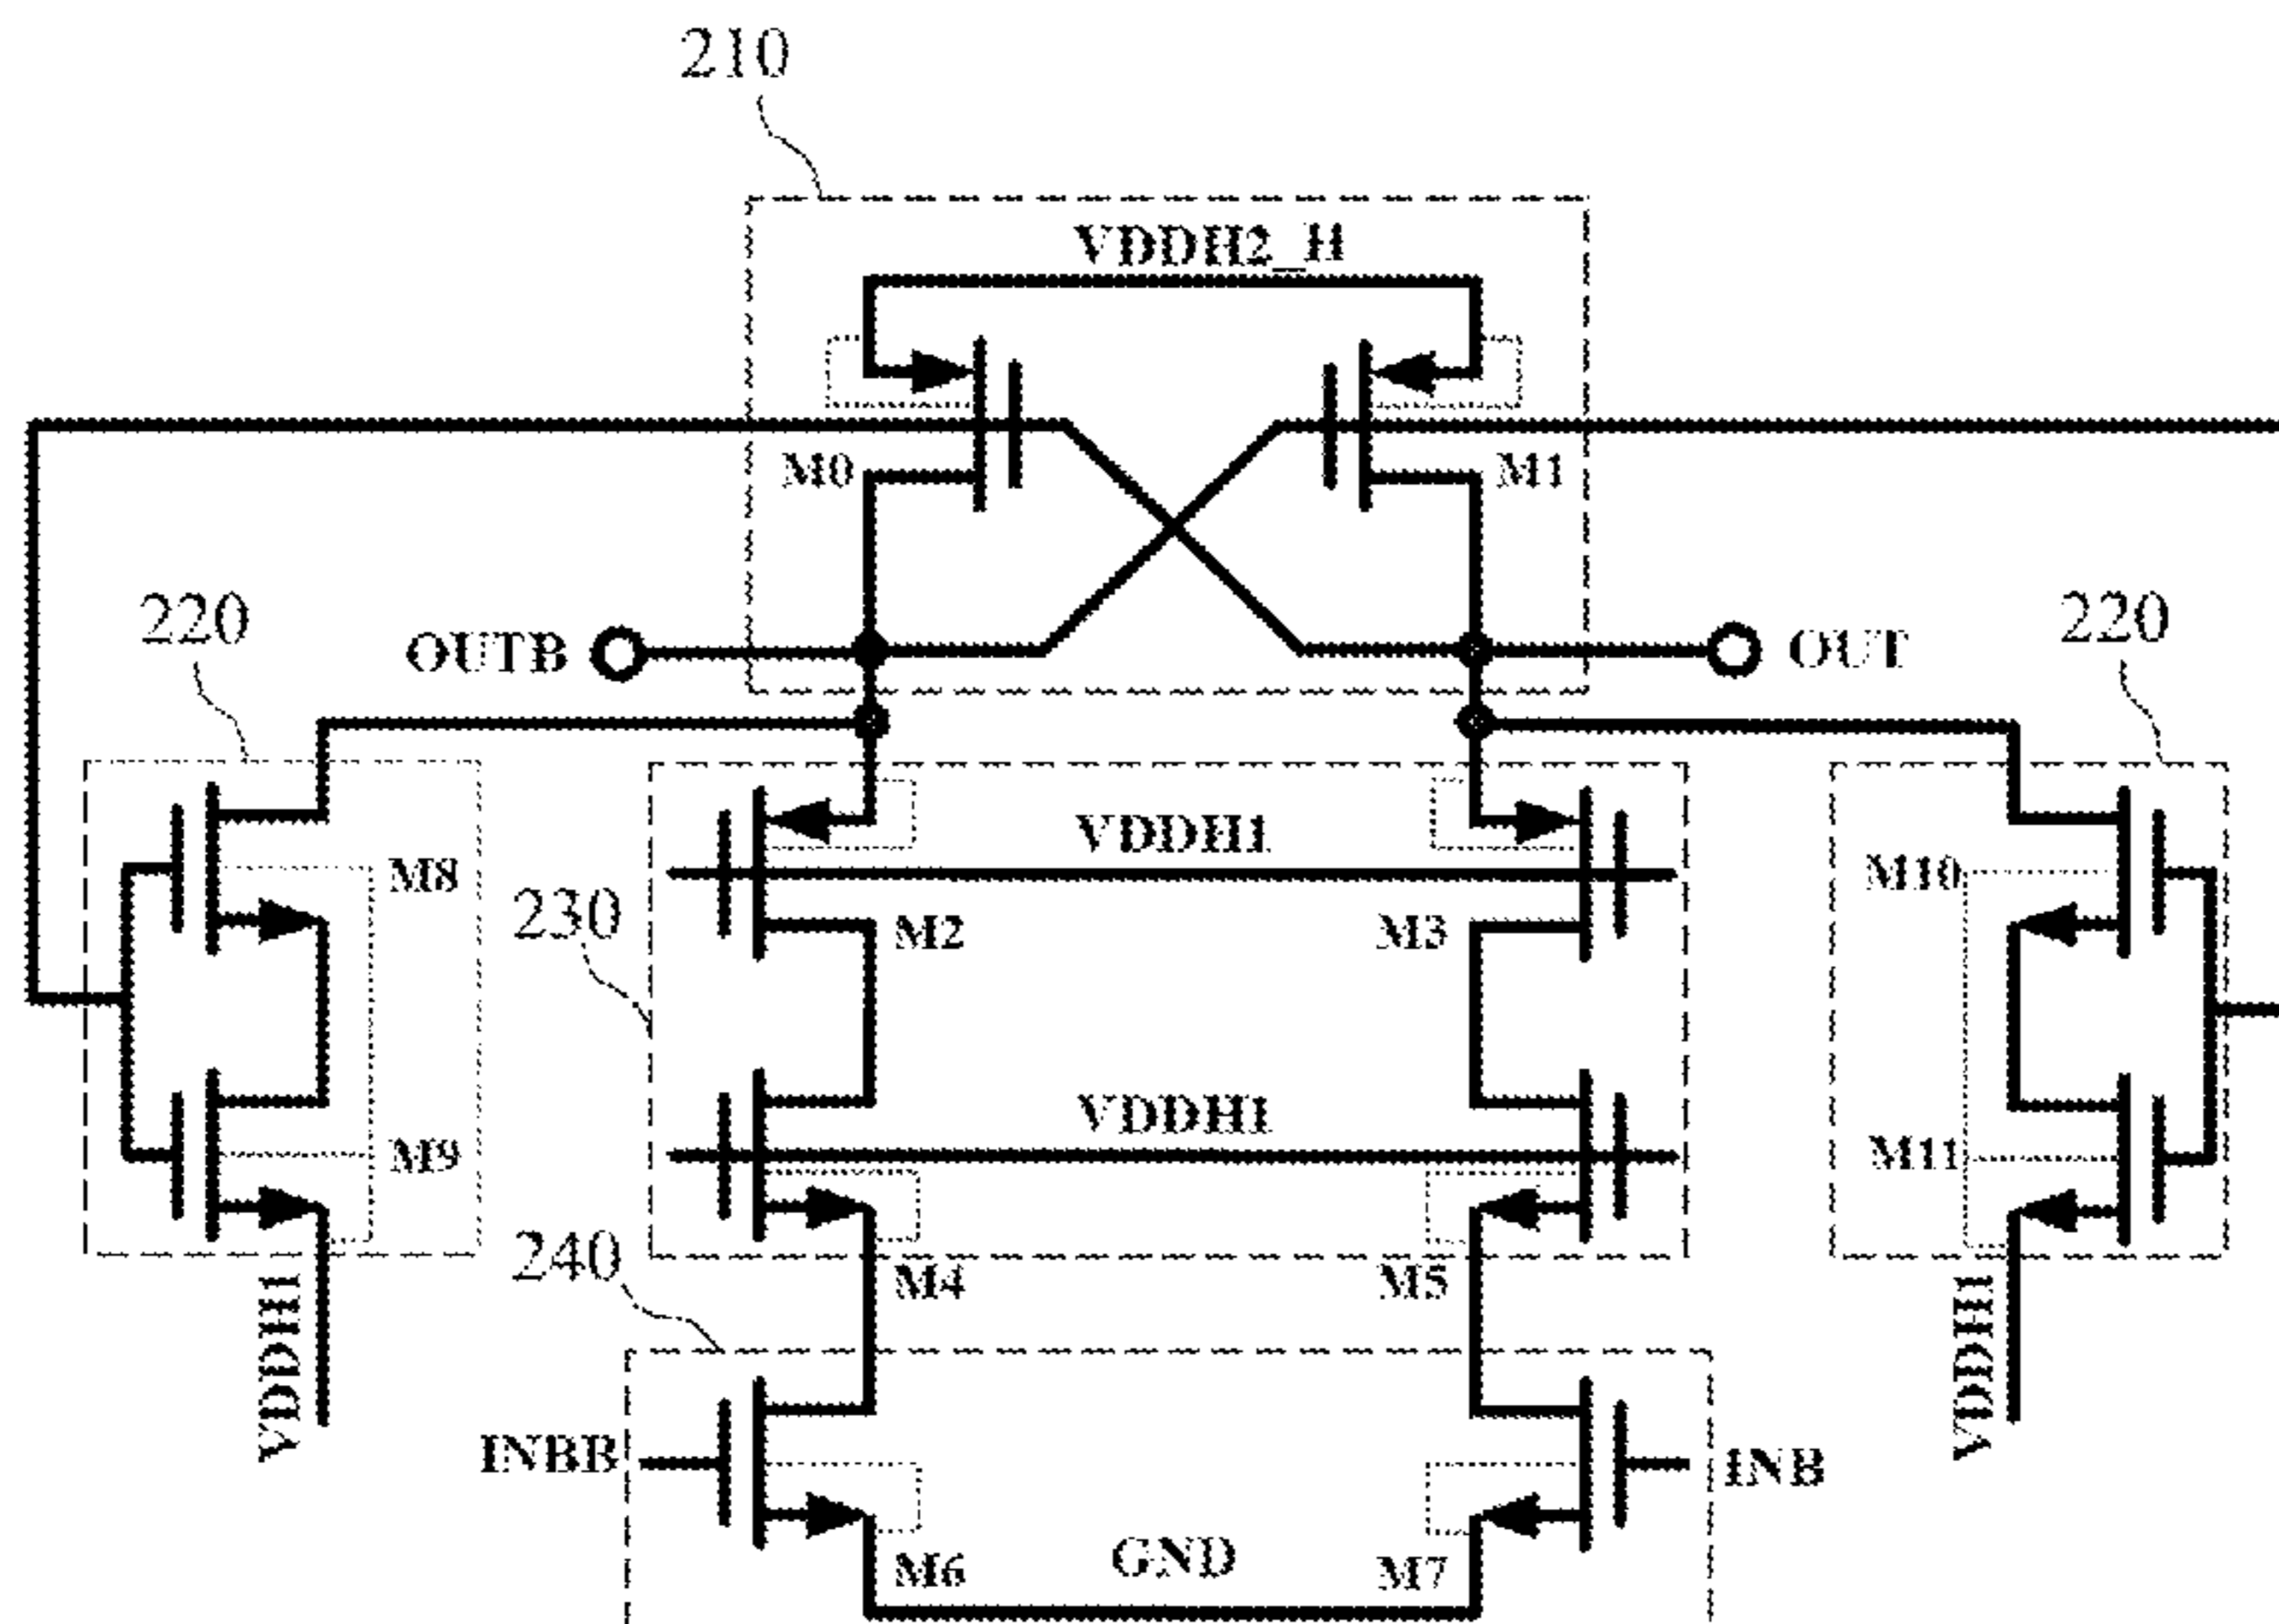 210
VDDH2_H
M0
M1
220
OUTB
OUT
220
M8
VDDH1
M10
230
M2
M3
M9
VDDH1
M11
240
M4
M5
VDDH1
VDDH1
INBB
INB
M6
GND
M7